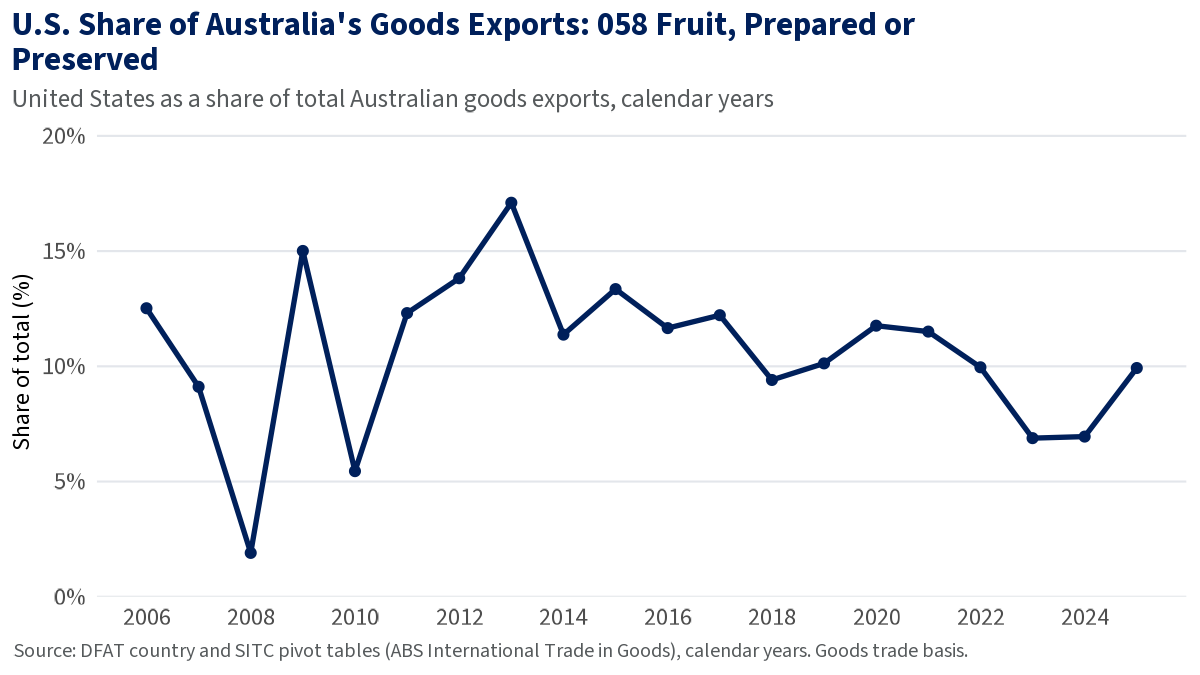 U.S. Share of Australia's Goods Exports: 058 Fruit, Prepared or
Preserved
United States as a share of total Australian goods exports, calendar years
20%
15%
10%
5%
0%
Share of total (%)
2006 2008 2010 2012 2014 2016 2018 2020 2022 2024
Source: DFAT country and SITC pivot tables (ABS International Trade in Goods), calendar years. Goods trade basis.